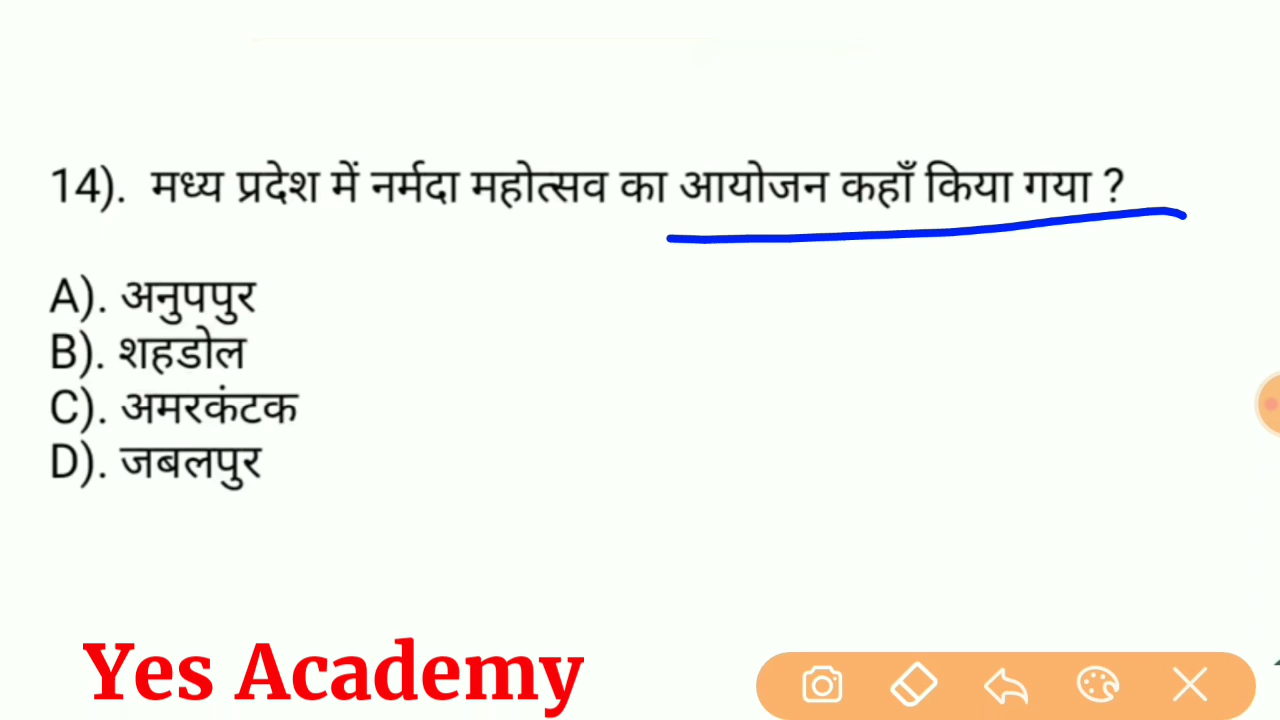 14). मध्य प्रदेश में नर्मदा महोत्सव का आयोजन कहाँ किया गया ?
A). अनुपपुर
B). शहडोल
C). अमरकंटक
D). जबलपुर
Yes Academy